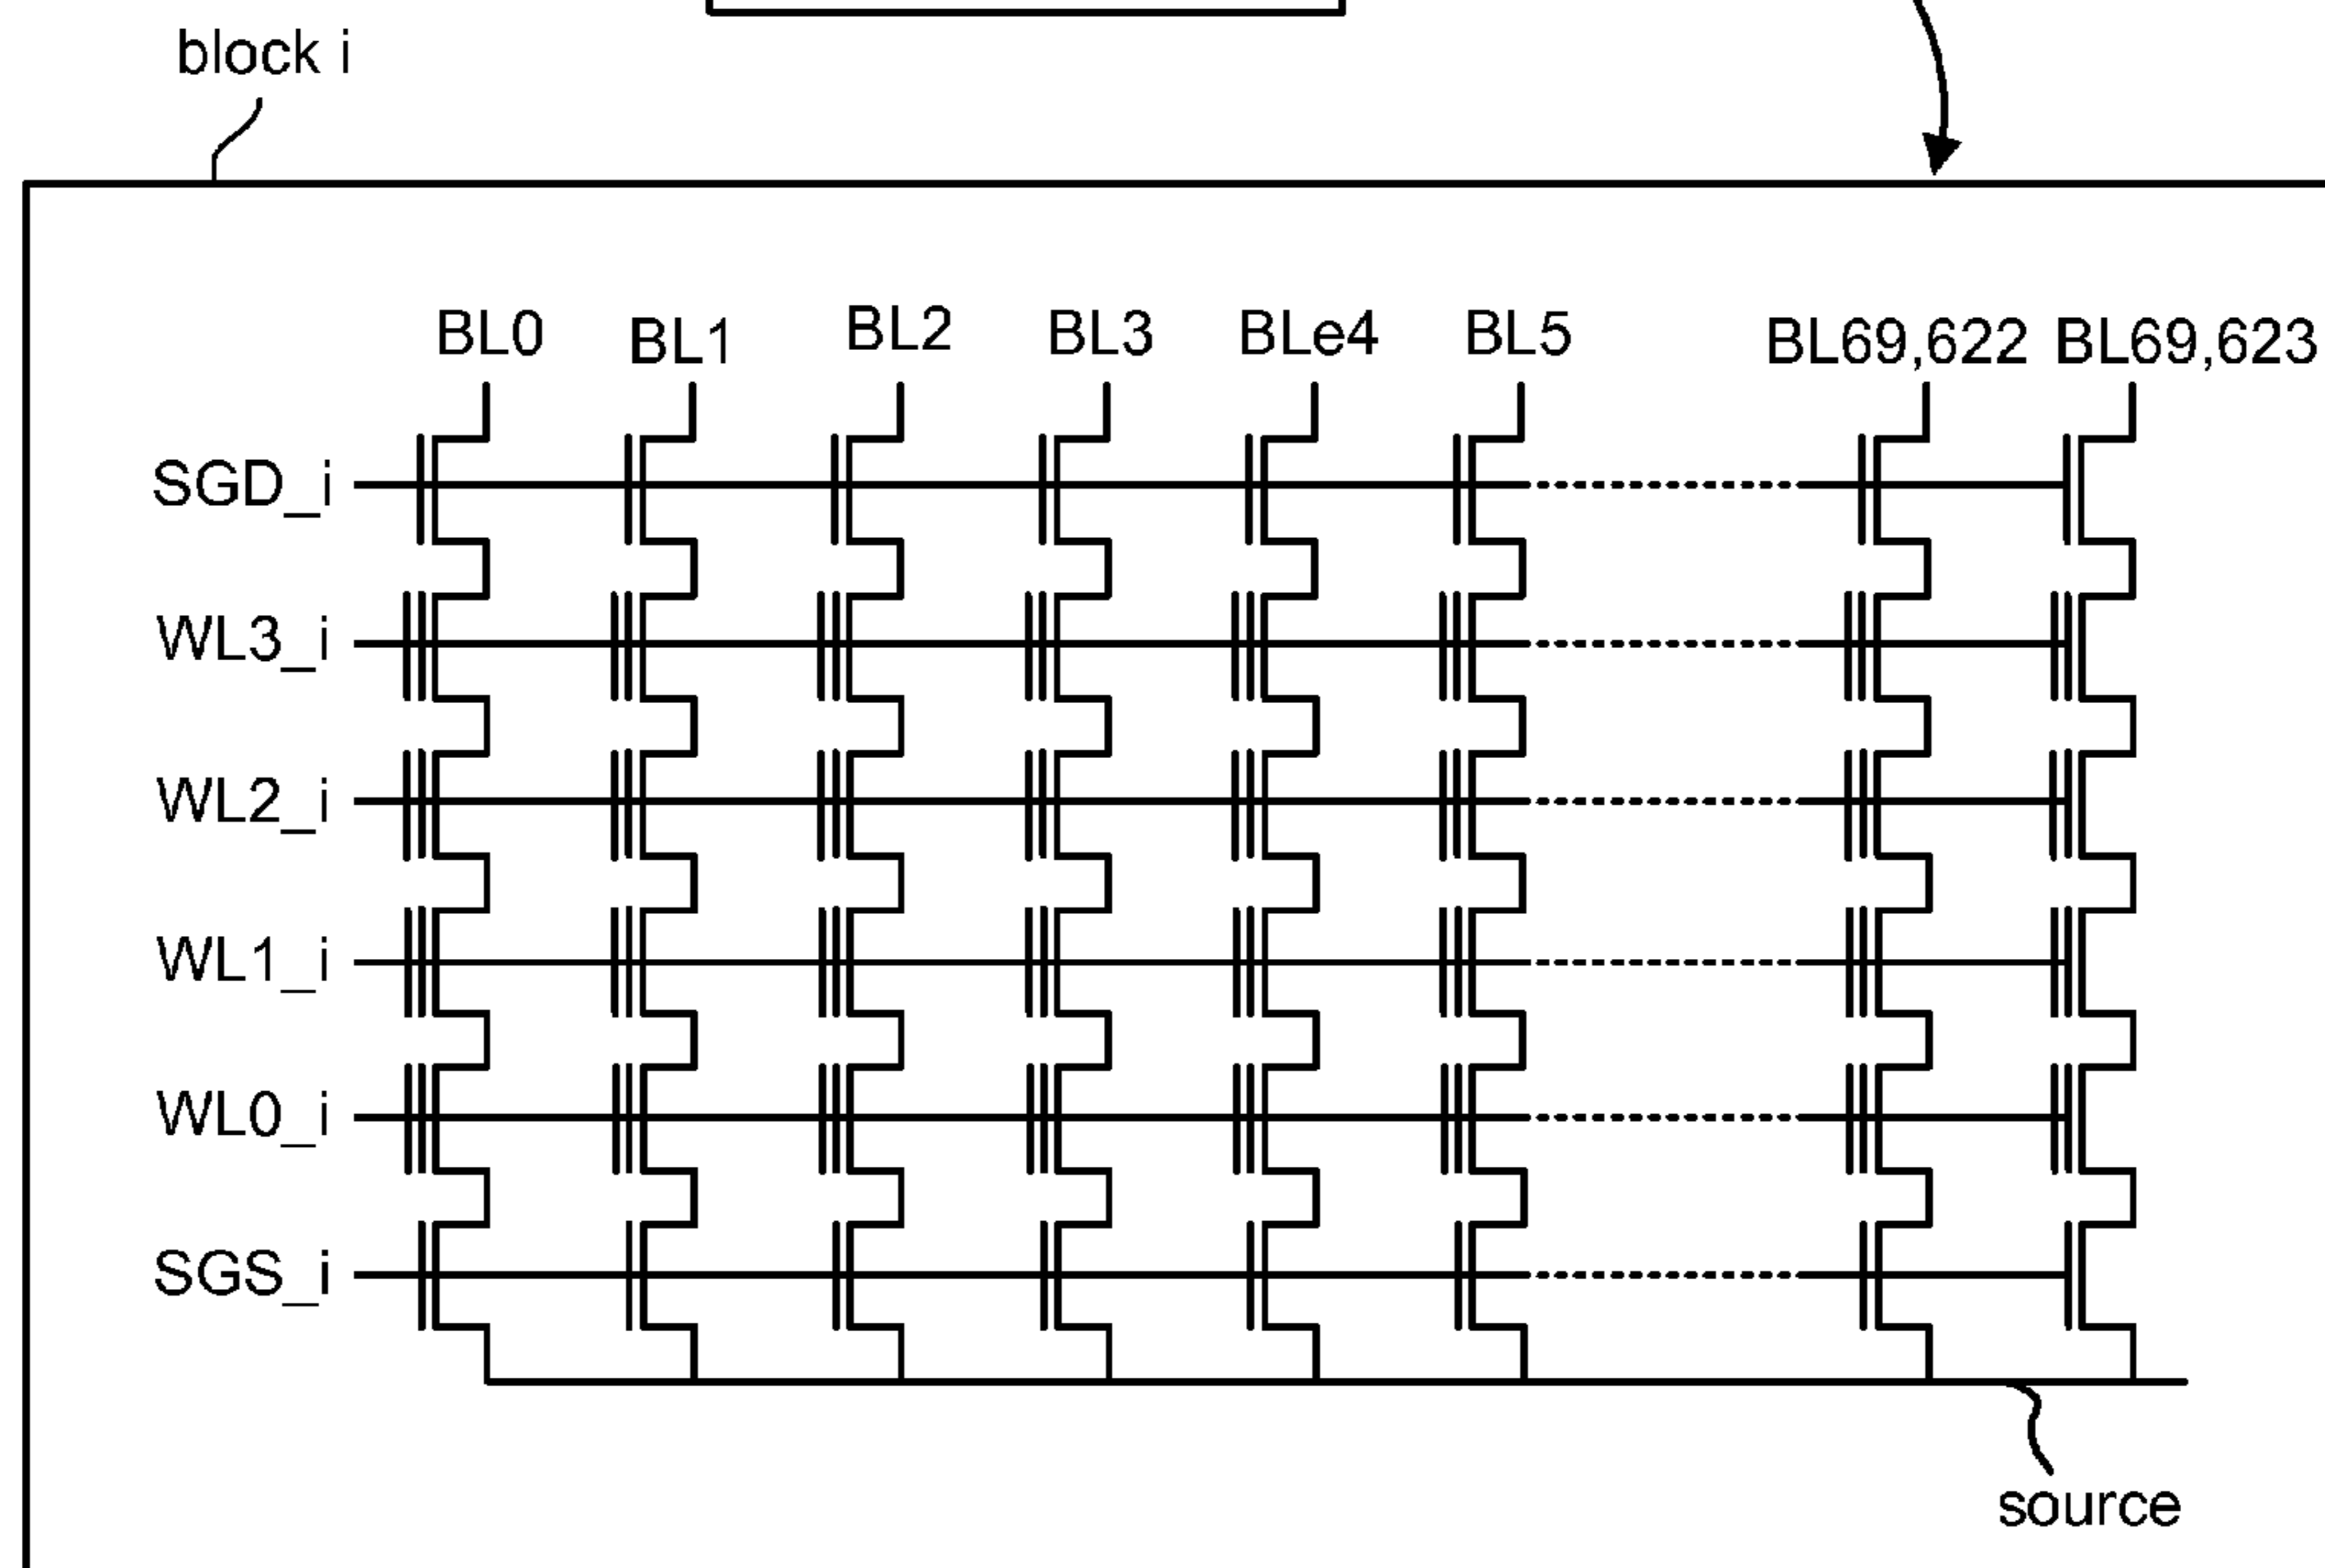 block i
BL0 BL1 BL2 BL3 BLe4 BL5 BL69,622 BL69,623
SGD_i
WL3_i
WL2_i
WL1_i
WL0_i
SGS_i
source